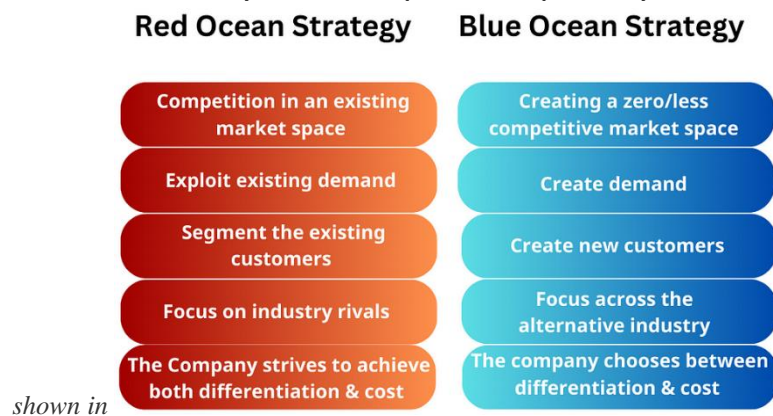 Red Ocean Strategy
Blue Ocean Strategy
Competition in an existing
market space
Creating a zero/less
competitive market space
Exploit existing demand
Create demand
Segment the existing
customers
Create new customers
Focus on industry rivals
Focus across the
alternative industry
The Company strives to achieve
both differentiation & cost
The company chooses between
differentiation & cost
shown in